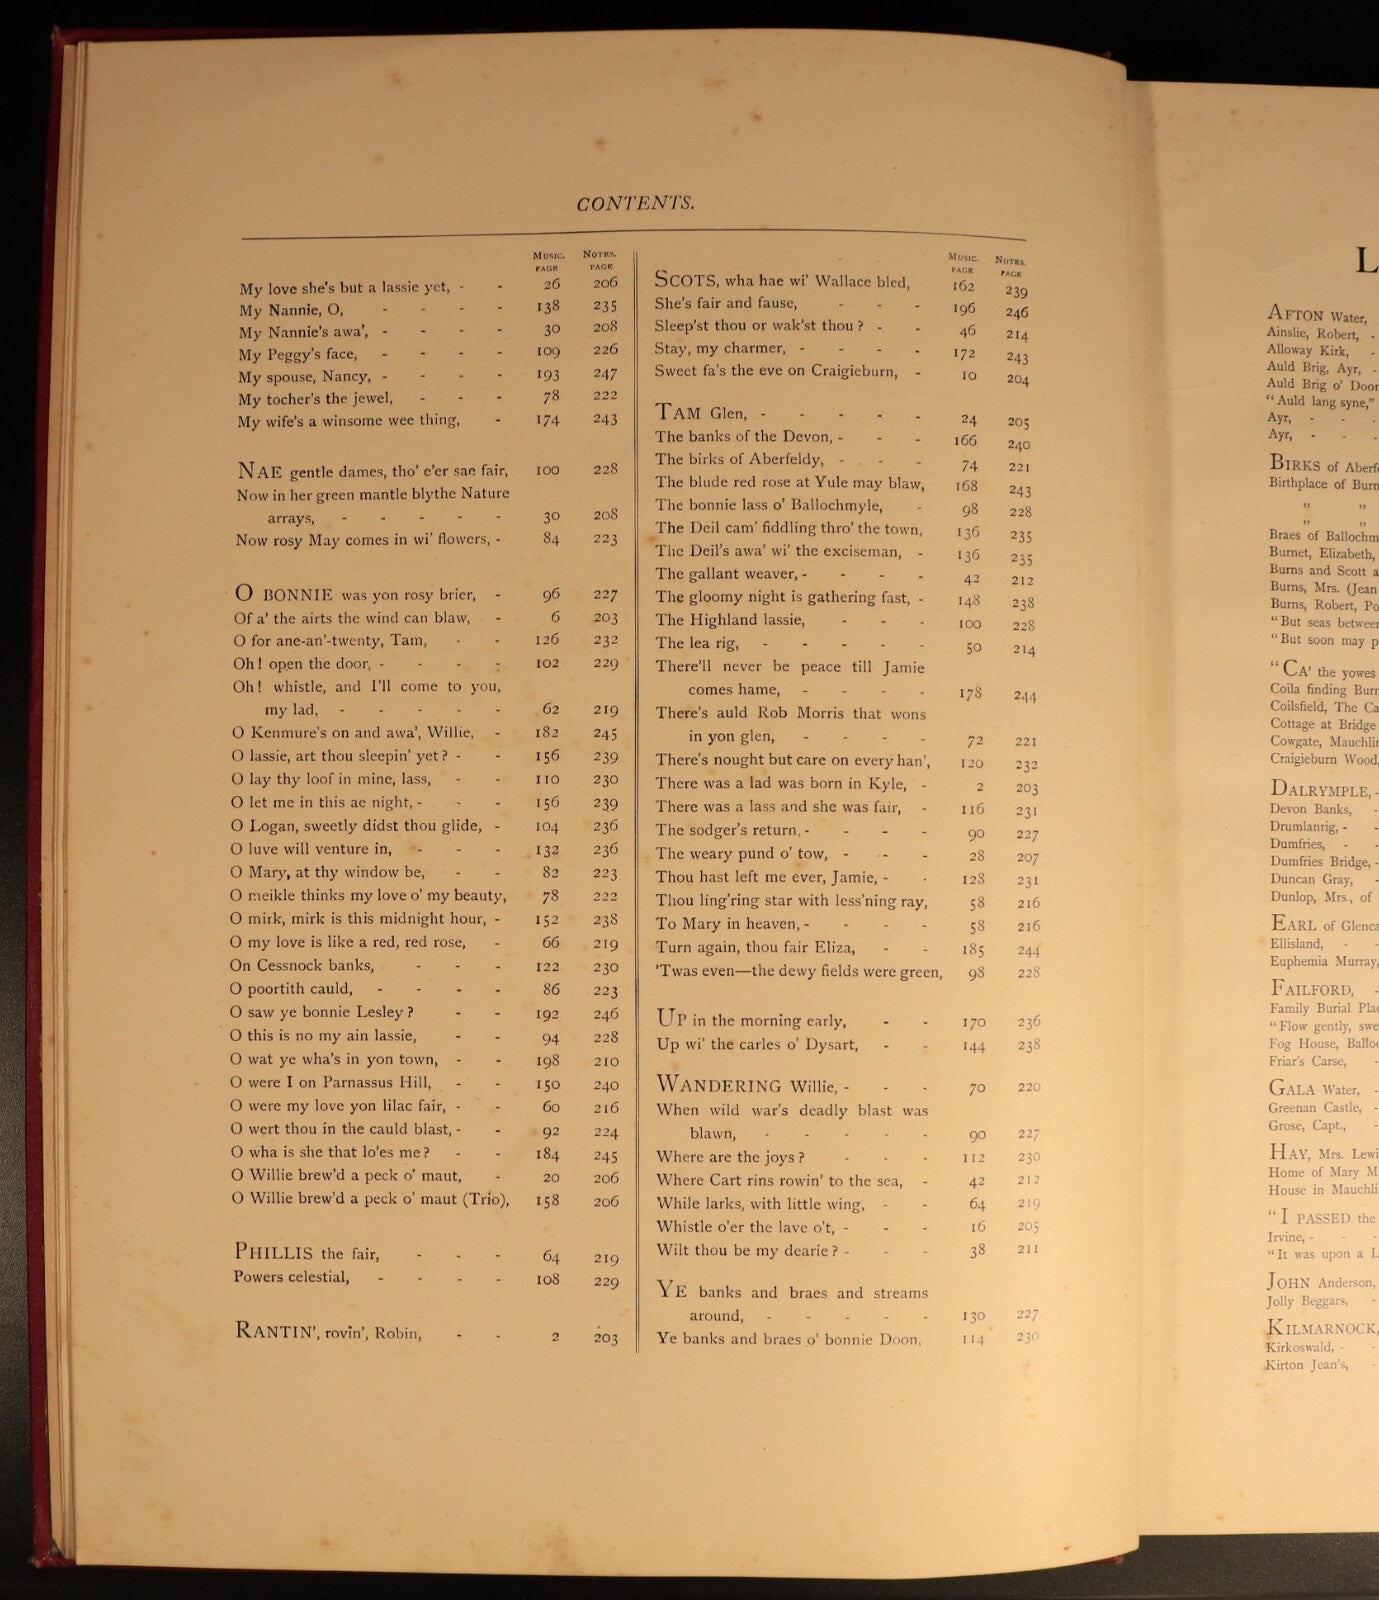 CONTENTS.
MUSIC. NOTES.
PAGE PAGE
My love she's but a lassie yet, - - 26 206
My Nannie, O, - - - - 138 235
My Nannie's awa', - - - - 30 208
My Peggy's face, - - - - 109 226
My spouse, Nancy, - - - - 193 247
My tocher's the jewel, - - - 78 222
My wife's a winsome wee thing, - 174 243
NAE gentle dames, tho' e'er sae fair, 100 228
Now in her green mantle blythe Nature
arrays, - - - - - 30 208
Now rosy May comes in wi' flowers, - 84 223
O BONNIE was yon rosy brier, - 96 227
Of a' the airts the wind can blaw, - 6 203
O for ane-an'-twenty, Tam, - - 126 232
Oh! open the door, - - - - 102 229
Oh! whistle, and I'll come to you,
my lad, - - - - - 62 219
O Kenmure's on and awa', Willie, - 182 245
O lassie, art thou sleepin' yet? - - 156 239
O lay thy loof in mine, lass, - - 110 230
O let me in this ae night, - - - 156 239
O Logan, sweetly didst thou glide, - 104 236
O luve will venture in, - - - 132 236
O Mary, at thy window be, - - 82 223
O meikle thinks my love o' my beauty, 78 222
O mirk, mirk is this midnight hour, - 152 238
O my love is like a red, red rose, - 66 219
On Cessnock banks, - - - 122 230
O poortith cauld, - - - - 86 223
O saw ye bonnie Lesley? - - 192 246
O this is no my ain lassie, - - 94 228
O wat ye wha's in yon town, - - 198 210
O were I on Parnassus Hill, - - 150 240
O were my love yon lilac fair, - - 60 216
O wert thou in the cauld blast, - - 92 224
O wha is she that lo'es me? - - 184 245
O Willie brew'd a peck o' maut, - 20 206
O Willie brew'd a peck o' maut (Trio), 158 206
PHILLIS the fair, - - - 64 219
Powers celestial, - - - - 108 229
RANTIN', rovin', Robin, - - 2 203
MUSIC. NOTES.
PAGE PAGE
SCOTS, wha hae wi' Wallace bled, 162 239
She's fair and fause, - - - 196 246
Sleep'st thou or wak'st thou? - - 46 214
Stay, my charmer, - - - - 172 243
Sweet fa's the eve on Craigieburn, - 10 204
TAM Glen, - - - - - 24 205
The banks of the Devon, - - - 166 240
The birks of Aberfeldy, - - - 74 221
The blude red rose at Yule may blaw, 168 243
The bonnie lass o' Ballochmyle, - 98 228
The Deil cam' fiddling thro' the town, 136 235
The Deil's awa' wi' the exciseman, - 136 235
The gallant weaver, - - - - 42 212
The gloomy night is gathering fast, - 148 238
The Highland lassie, - - - 100 228
The lea rig, - - - - - 50 214
There'll never be peace till Jamie
comes hame, - - - - 178 244
There's auld Rob Morris that wons
in yon glen, - - - - 72 221
There's nought but care on every han', 120 232
There was a lad was born in Kyle, - 2 203
There was a lass and she was fair, - 116 231
The sodger's return, - - - - 90 227
The weary pund o' tow, - - - 28 207
Thou hast left me ever, Jamie, - - 128 231
Thou ling'ring star with less'ning ray, 58 216
To Mary in heaven, - - - - 58 216
Turn again, thou fair Eliza, - - 185 244
'Twas even—the dewy fields were green, 98 228
UP in the morning early, - - 170 236
Up wi' the carles o' Dysart, - - 144 238
WANDERING Willie, - - - 70 220
When wild war's deadly blast was
blawn, - - - - - 90 227
Where are the joys? - - - 112 230
Where Cart rins rowin' to the sea, - 42 212
While larks, with little wing, - - 64 219
Whistle o'er the lave o't, - - - 16 205
Wilt thou be my dearie? - - - 38 211
YE banks and braes and streams
around, - - - - - 130 227
Ye banks and braes o' bonnie Doon, 114 230
L
AFTON Water,
Ainslie, Robert, -
Alloway Kirk, -
Auld Brig, Ayr, -
Auld Brig o' Doon
"Auld lang syne,"
Ayr, - - -
Ayr, - - -
BIRKS of Aberf
Birthplace of Burn
" "
" "
Braes of Ballochm
Burnet, Elizabeth,
Burns and Scott a
Burns, Mrs. (Jean
Burns, Robert, Po
"But seas between
"But soon may p
"CA' the yowes
Coila finding Burn
Coilsfield, The Ca
Cottage at Bridge
Cowgate, Mauchlin
Craigieburn Wood,
DALRYMPLE, -
Devon Banks, -
Drumlanrig, - -
Dumfries, - -
Dumfries Bridge, -
Duncan Gray, -
Dunlop, Mrs., of
EARL of Glenca
Ellisland, - -
Euphemia Murray,
FAILFORD, -
Family Burial Pla
"Flow gently, swe
Fog House, Balloc
Friar's Carse, -
GALA Water, -
Greenan Castle, -
Grose, Capt., -
HAY, Mrs. Lewi
Home of Mary M
House in Mauchli
"I PASSED the
Irvine, - - -
"It was upon a L
JOHN Anderson,
Jolly Beggars, -
KILMARNOCK,
Kirkoswald, - -
Kirton Jean's, -